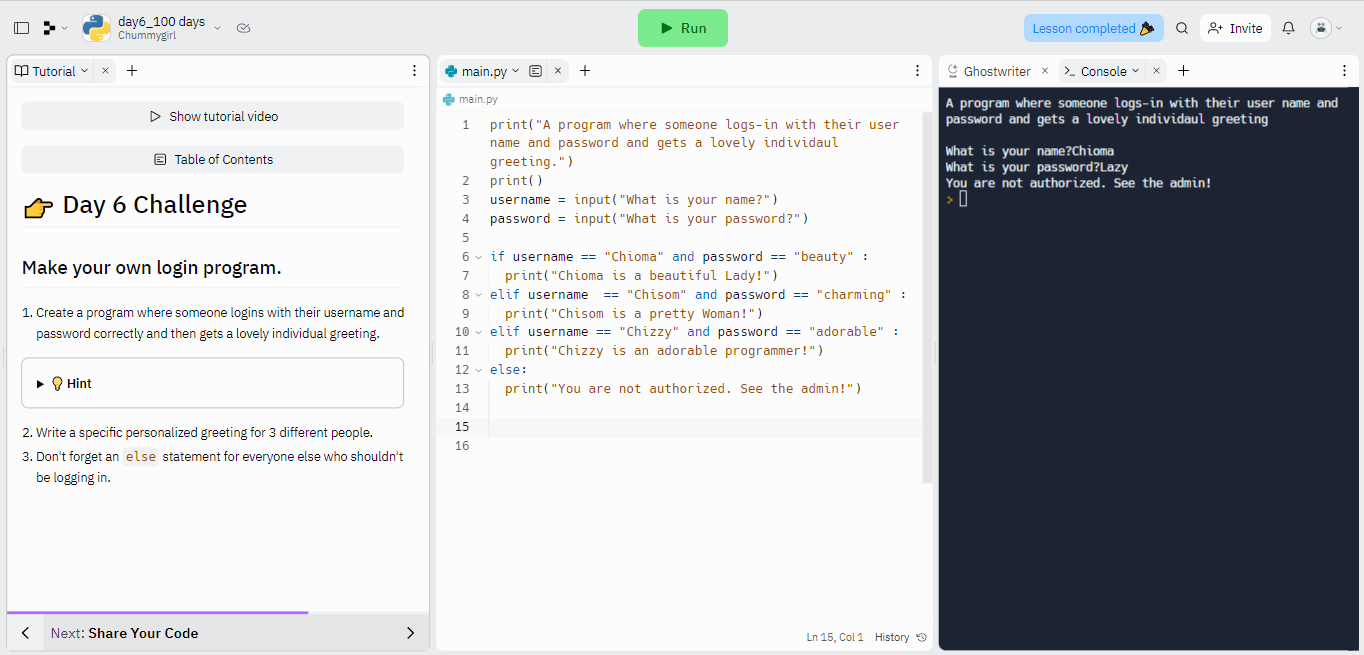 day6_100 days
Chummygirl
Run
Lesson completed
Invite
Tutorial
Show tutorial video
Table of Contents
👉 Day 6 Challenge
Make your own login program.
1. Create a program where someone logins with their username and
password correctly and then gets a lovely individual greeting.
💡 Hint
2. Write a specific personalized greeting for 3 different people.
3. Don't forget an else statement for everyone else who shouldn't
be logging in.
Next: Share Your Code
main.py
main.py
1 print("A program where someone logs-in with their user
name and password and gets a lovely individaul
greeting.")
2 print()
3 username = input("What is your name?")
4 password = input("What is your password?")
5
6 if username == "Chioma" and password == "beauty" :
7 print("Chioma is a beautiful Lady!")
8 elif username  == "Chisom" and password == "charming" :
9 print("Chisom is a pretty Woman!")
10 elif username == "Chizzy" and password == "adorable" :
11 print("Chizzy is an adorable programmer!")
12 else:
13 print("You are not authorized. See the admin!")
14
15
16
Ln 15, Col 1 History
Ghostwriter
>_ Console
A program where someone logs-in with their user name and
password and gets a lovely individaul greeting
What is your name?Chioma
What is your password?Lazy
You are not authorized. See the admin!
>